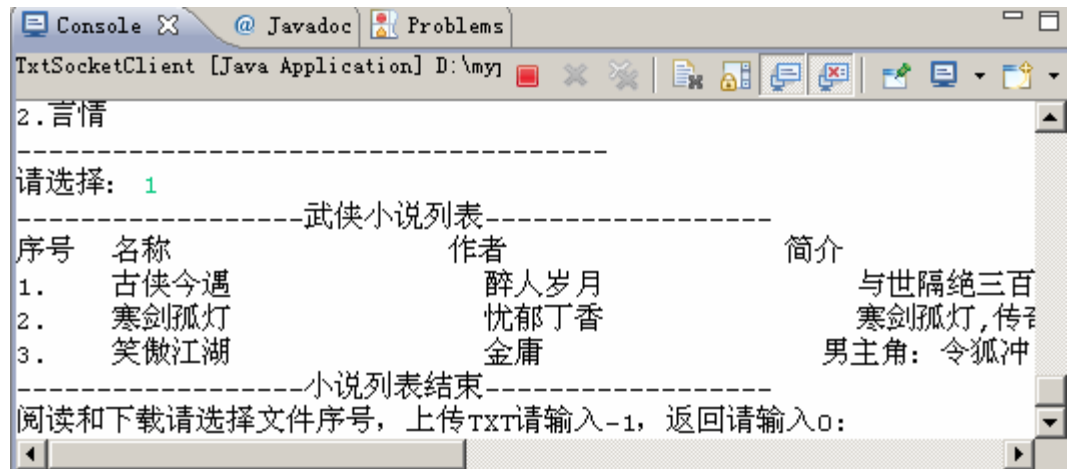 Console @ Javadoc Problems
TxtSocketClient [Java Application] D:\my
2.言情
-------------------------------------
请选择： 1
------------------武侠小说列表------------------
序号 名称 作者 简介
1. 古侠今遇 醉人岁月 与世隔绝三百
2. 寒剑孤灯 忧郁丁香 寒剑孤灯,传
3. 笑傲江湖 金庸 男主角：令狐冲
------------------小说列表结束------------------
阅读和下载请选择文件序号，上传TXT请输入-1，返回请输入0: